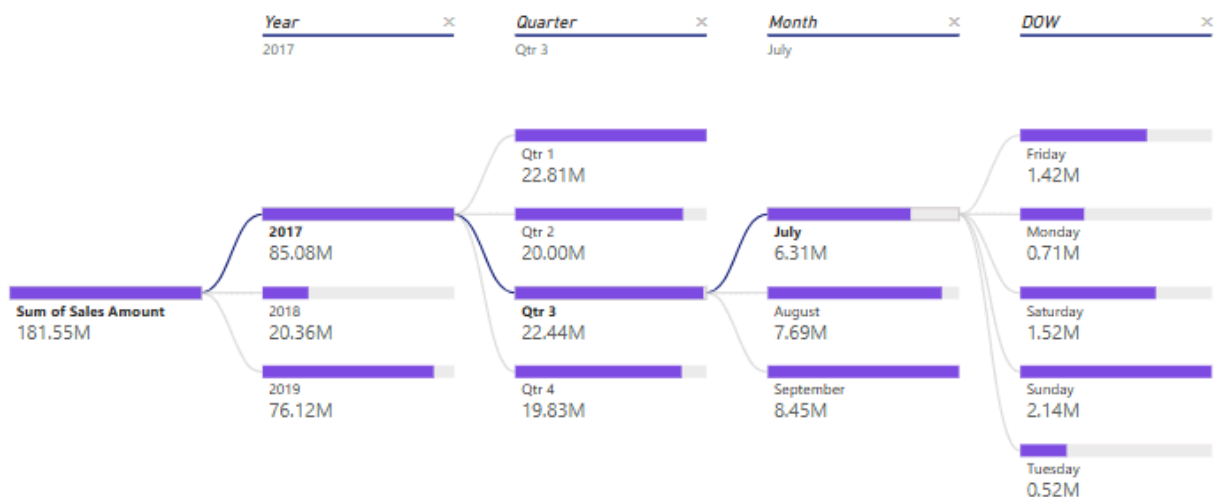 Year × Quarter × Month × DOW ×
2017 Qtr 3 July
Sum of Sales Amount
181.55M
2017
85.08M
2018
20.36M
2019
76.12M
Qtr 1
22.81M
Qtr 2
20.00M
Qtr 3
22.44M
Qtr 4
19.83M
July
6.31M
August
7.69M
September
8.45M
Friday
1.42M
Monday
0.71M
Saturday
1.52M
Sunday
2.14M
Tuesday
0.52M